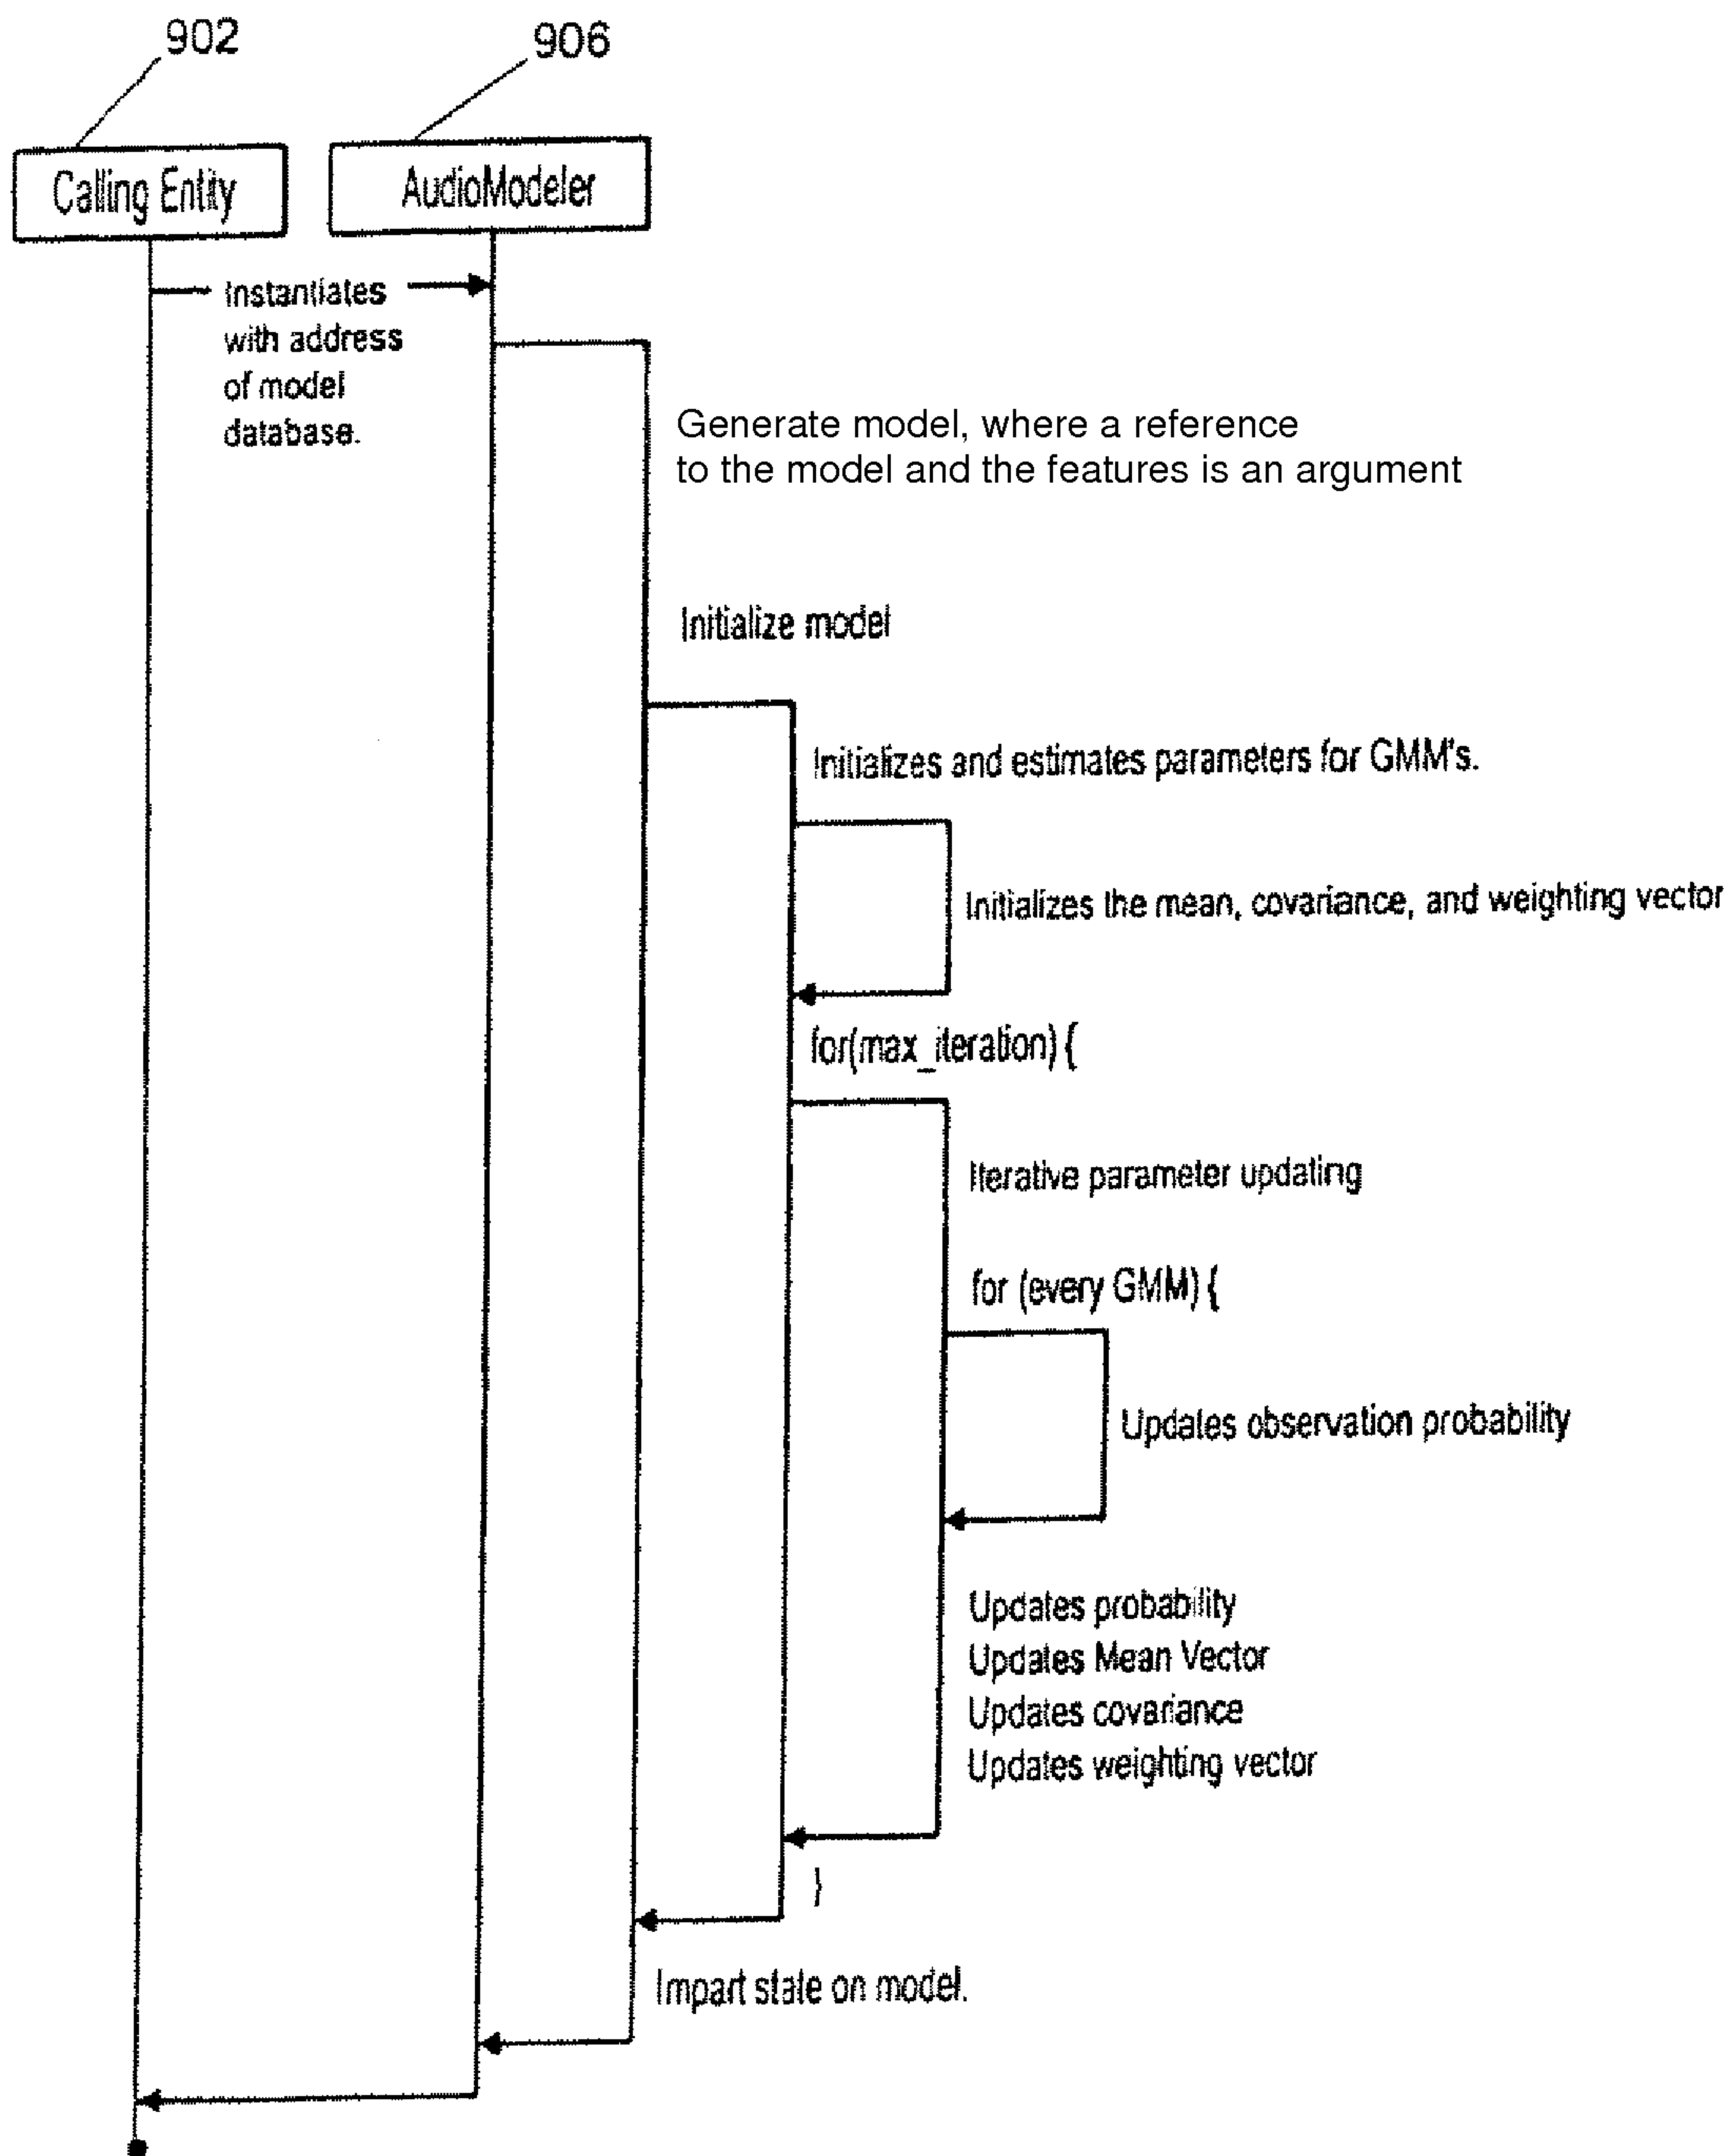 902
906
Calling Entity
AudioModeler
Instantiates
with address
of model
database.
Generate model, where a reference
to the model and the features is an argument
Initialize model
Initializes and estimates parameters for GMM's.
Initializes the mean, covariance, and weighting vector
for(max_iteration) {
Iterative parameter updating
for (every GMM) {
Updates observation probability
Updates probability
Updates Mean Vector
Updates covariance
Updates weighting vector
}
Impart state on model.